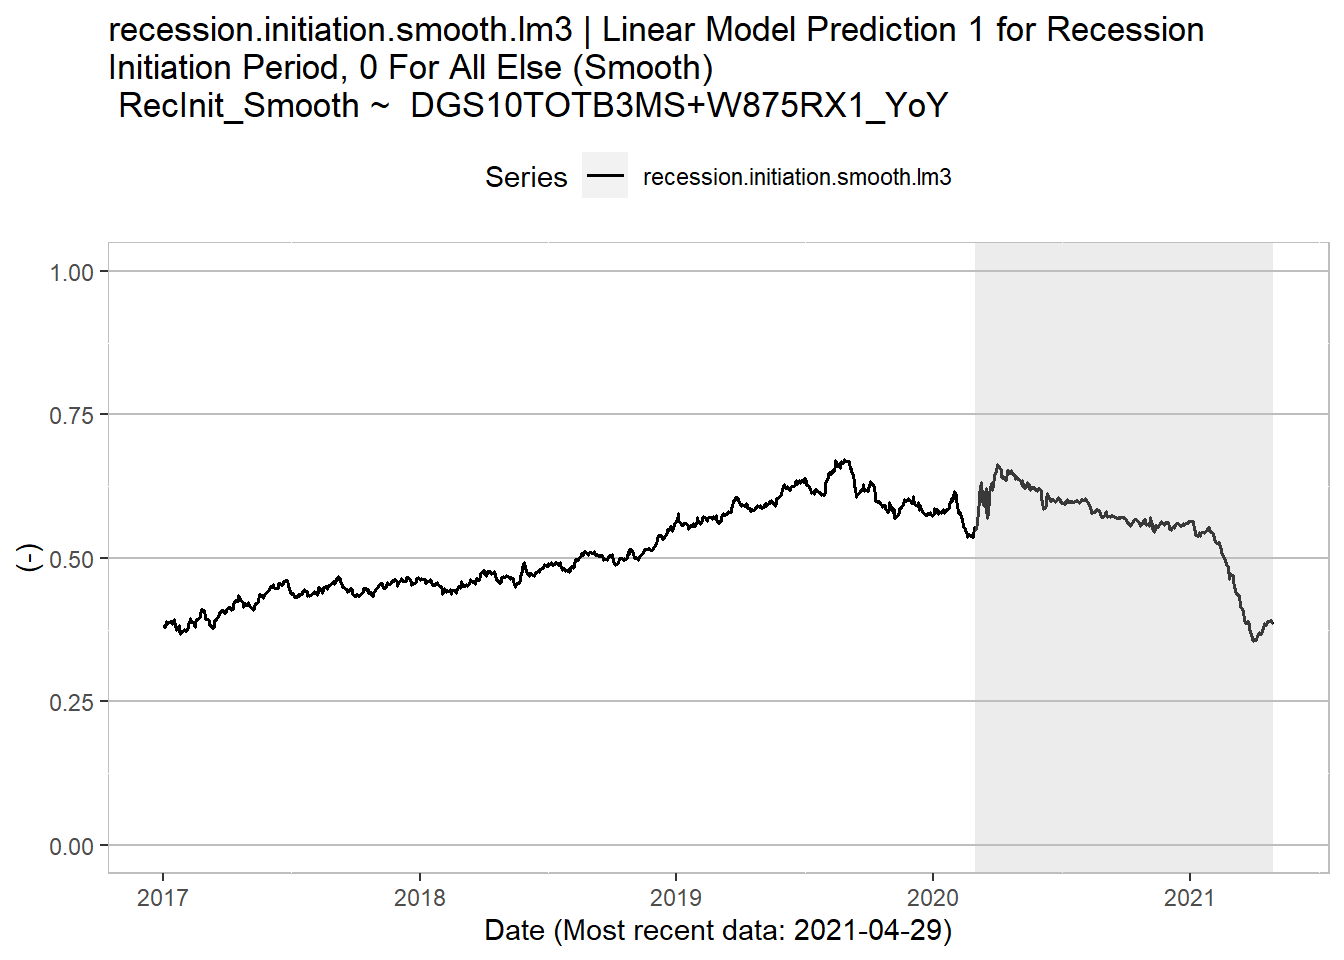 recession.initiation.smooth.lm3 | Linear Model Prediction 1 for Recession
Initiation Period, 0 For All Else (Smooth)
RecInit_Smooth ~ DGS10TOTB3MS+W875RX1_YoY
Series recession.initiation.smooth.lm3
1.00
0.75
0.50
0.25
0.00
(-)
2017 2018 2019 2020 2021
Date (Most recent data: 2021-04-29)